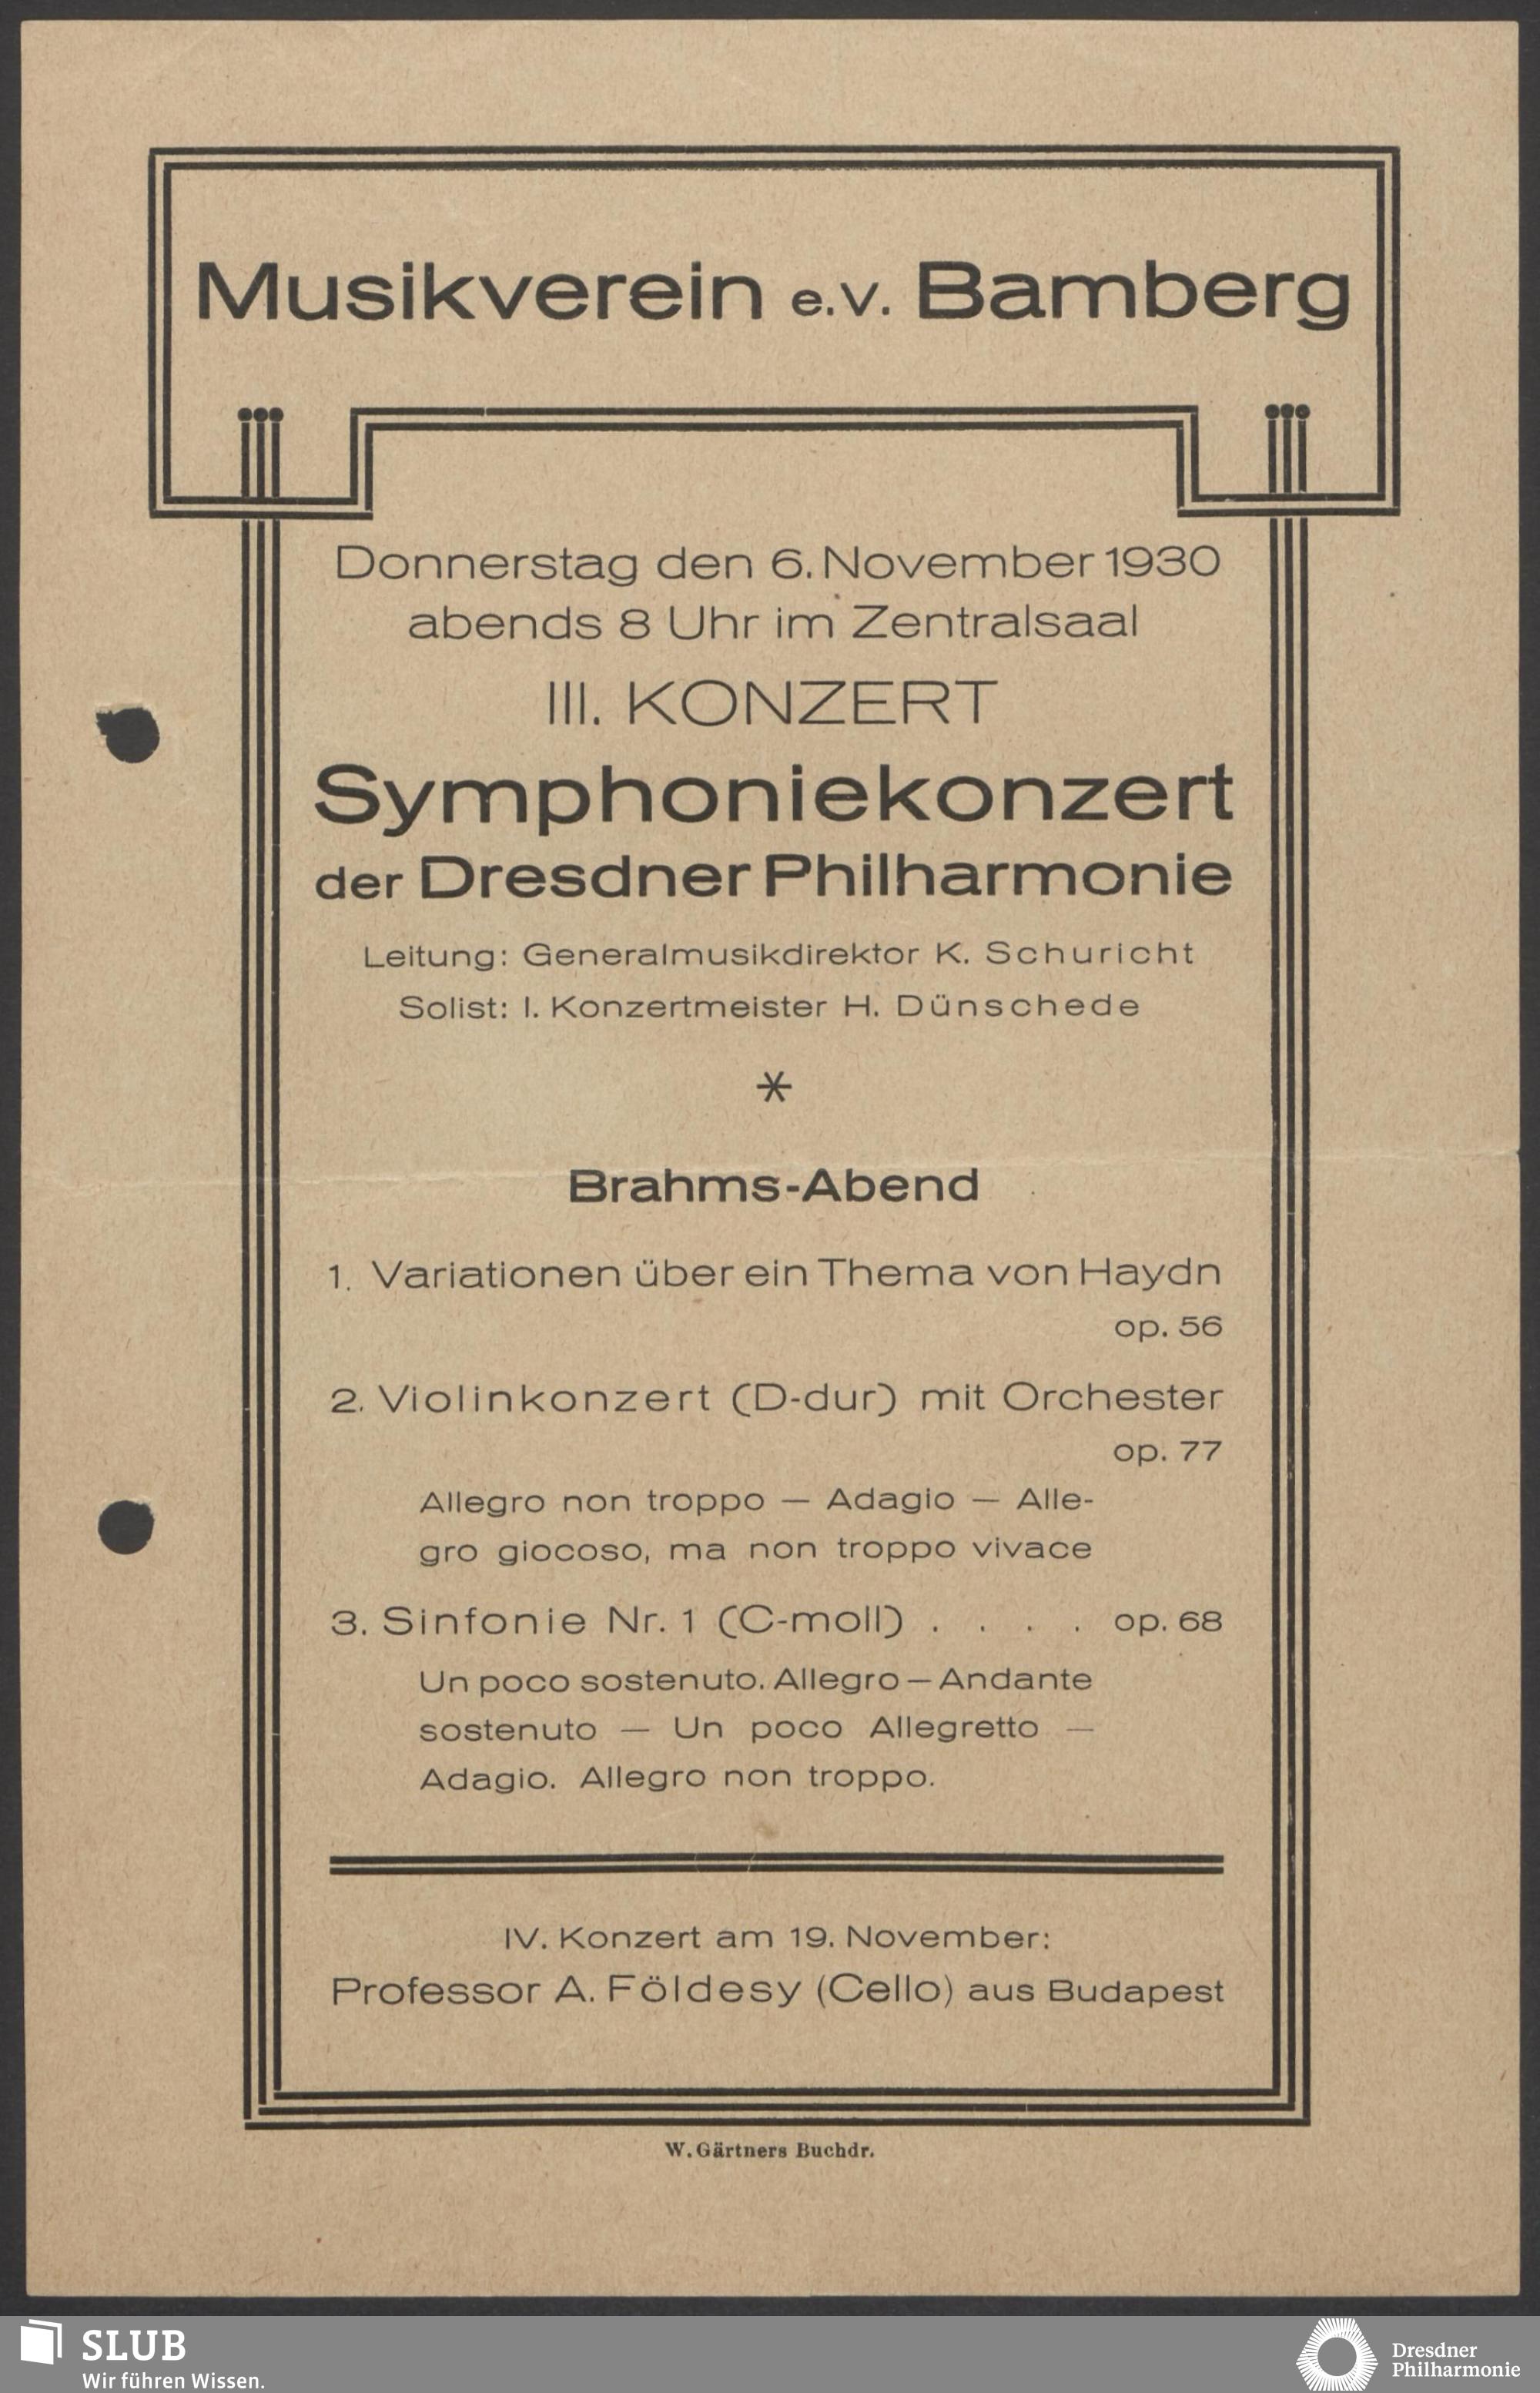 Musikverein e.V. Bamberg
Donnerstag den 6. November 1930
abends 8 Uhr im Zentralsaal
III. KONZERT
Symphoniekonzert
der Dresdner Philharmonie
Leitung: Generalmusikdirektor K. Schuricht
Solist: I. Konzertmeister H. Dünschede
*
Brahms-Abend
1. Variationen über ein Thema von Haydn
op. 56
2. Violinkonzert (D-dur) mit Orchester
op. 77
Allegro non troppo — Adagio — Alle-
gro giocoso, ma non troppo vivace
3. Sinfonie Nr. 1 (C-moll) . . . . op. 68
Un poco sostenuto. Allegro — Andante
sostenuto — Un poco Allegretto —
Adagio. Allegro non troppo.
IV. Konzert am 19. November:
Professor A. Földesy (Cello) aus Budapest
W. Gärtners Buchdr.
SLUB
Wir führen Wissen.
Dresdner
Philharmonie